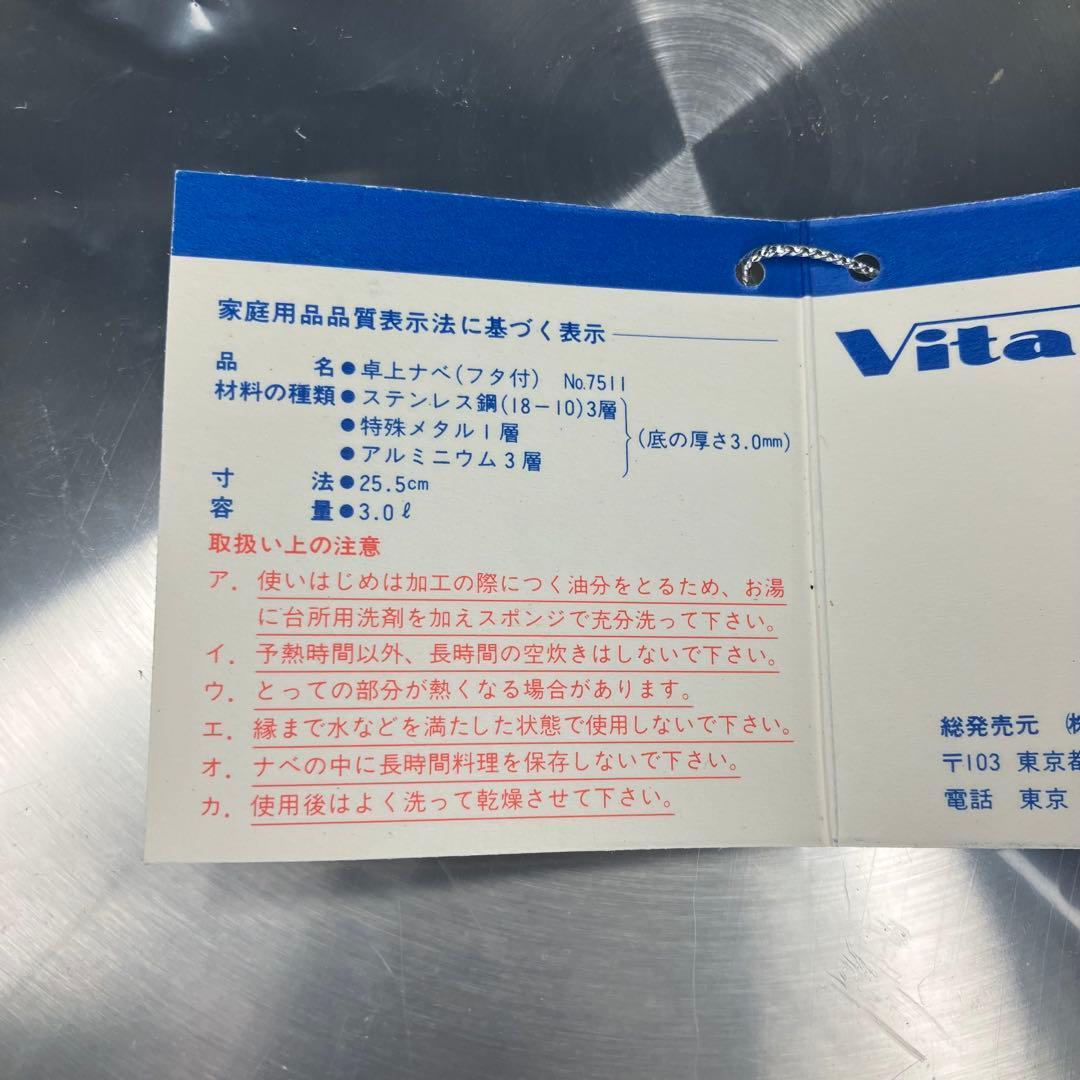 家庭用品品質表示法に基づく表示
品 名●卓上ナベ(フタ付) No.7511
材料の種類●ステンレス鋼(18-10)3層
●特殊メタル1層
●アルミニウム3層
(底の厚さ3.0mm)
寸 法●25.5cm
容 量●3.0ℓ
取扱い上の注意
ア. 使いはじめは加工の際につく油分をとるため、お湯
に台所用洗剤を加えスポンジで充分洗って下さい。
イ. 予熱時間以外、長時間の空炊きはしないで下さい。
ウ. とっての部分が熱くなる場合があります。
エ. 縁まで水などを満たした状態で使用しないで下さい。
オ. ナベの中に長時間料理を保存しないで下さい。
カ. 使用後はよく洗って乾燥させて下さい。
Vita
総発売元 ㈱
〒103 東京都
電話 東京